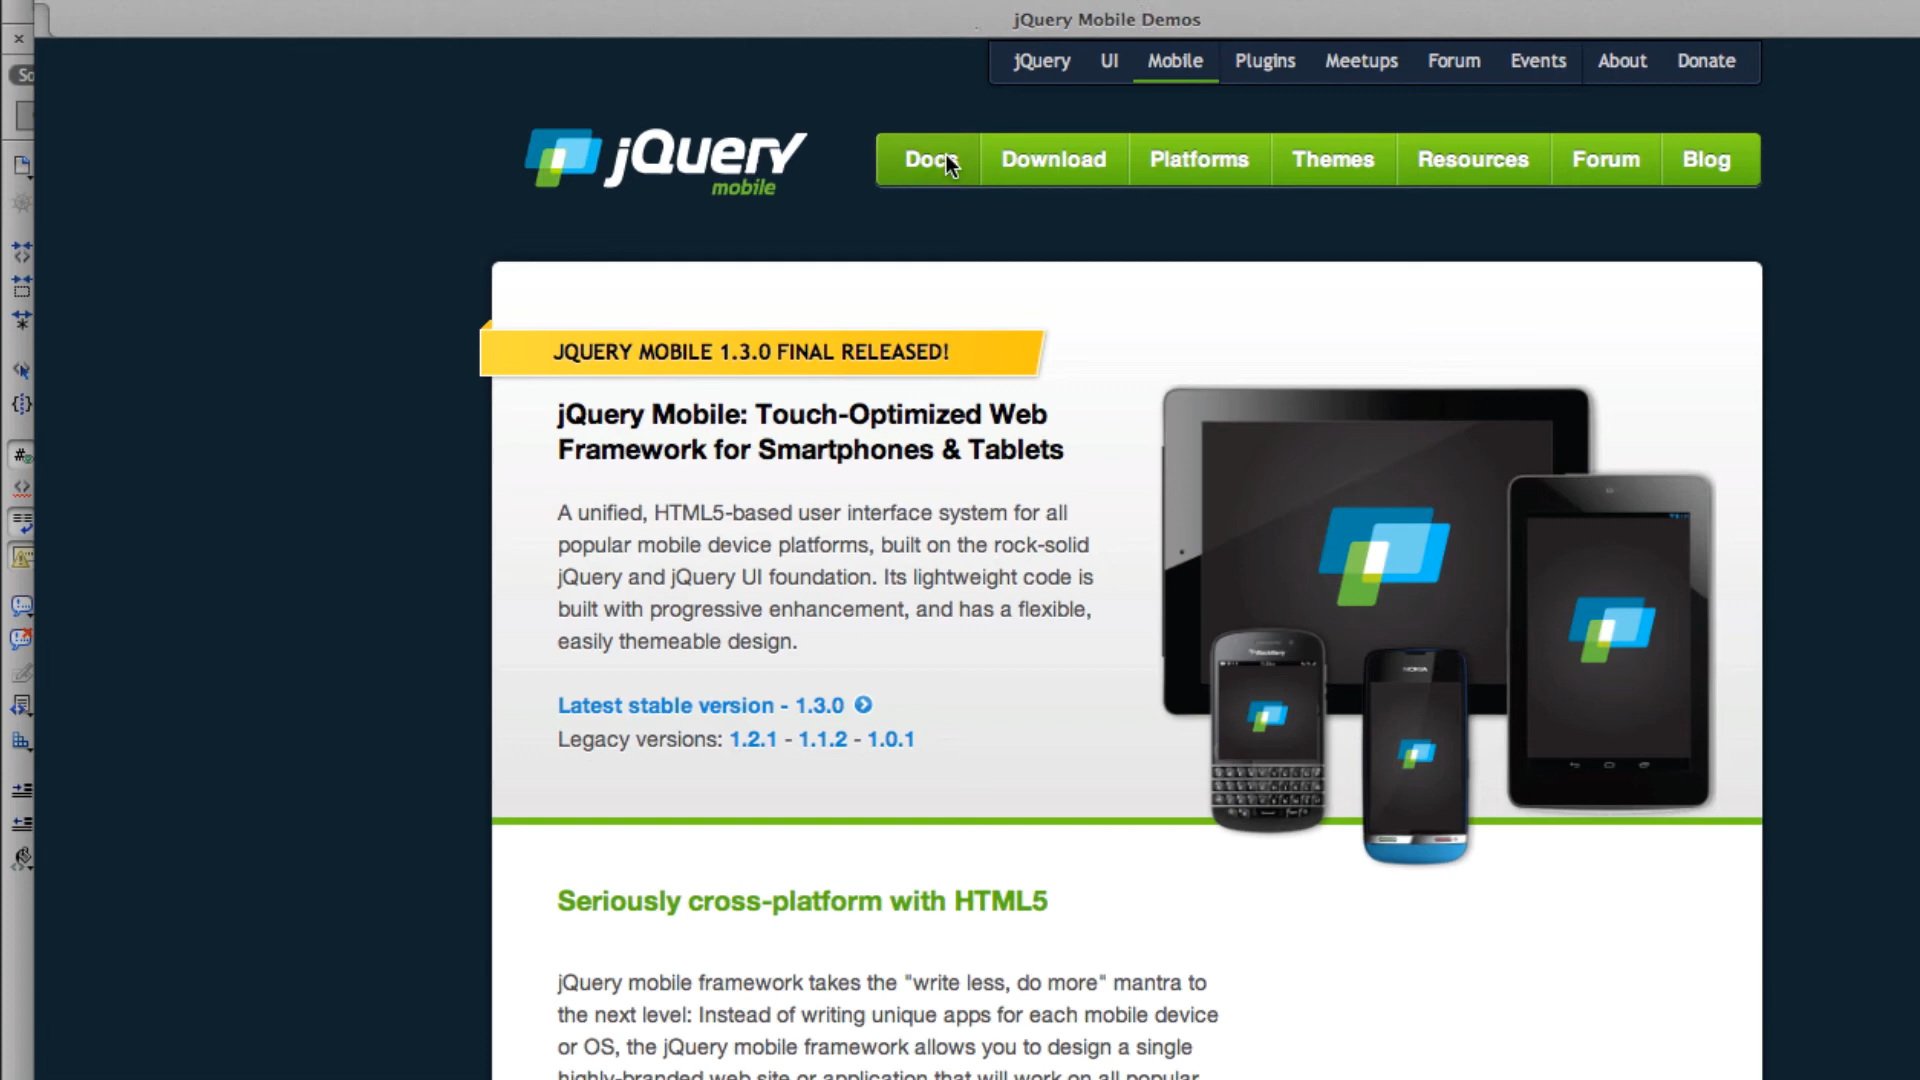 jQuery Mobile Demos
jQuery UI Mobile Plugins Meetups Forum Events About Donate
jQuery
mobile
Docs Download Platforms Themes Resources Forum Blog
JQUERY MOBILE 1.3.0 FINAL RELEASED!
jQuery Mobile: Touch-Optimized Web
Framework for Smartphones & Tablets
A unified, HTML5-based user interface system for all
popular mobile device platforms, built on the rock-solid
jQuery and jQuery UI foundation. Its lightweight code is
built with progressive enhancement, and has a flexible,
easily themeable design.
Latest stable version - 1.3.0
Legacy versions: 1.2.1 - 1.1.2 - 1.0.1
BlackBerry
NOKIA
Seriously cross-platform with HTML5
jQuery mobile framework takes the "write less, do more" mantra to
the next level: Instead of writing unique apps for each mobile device
or OS, the jQuery mobile framework allows you to design a single
highly-branded web site or application that will work on all popular